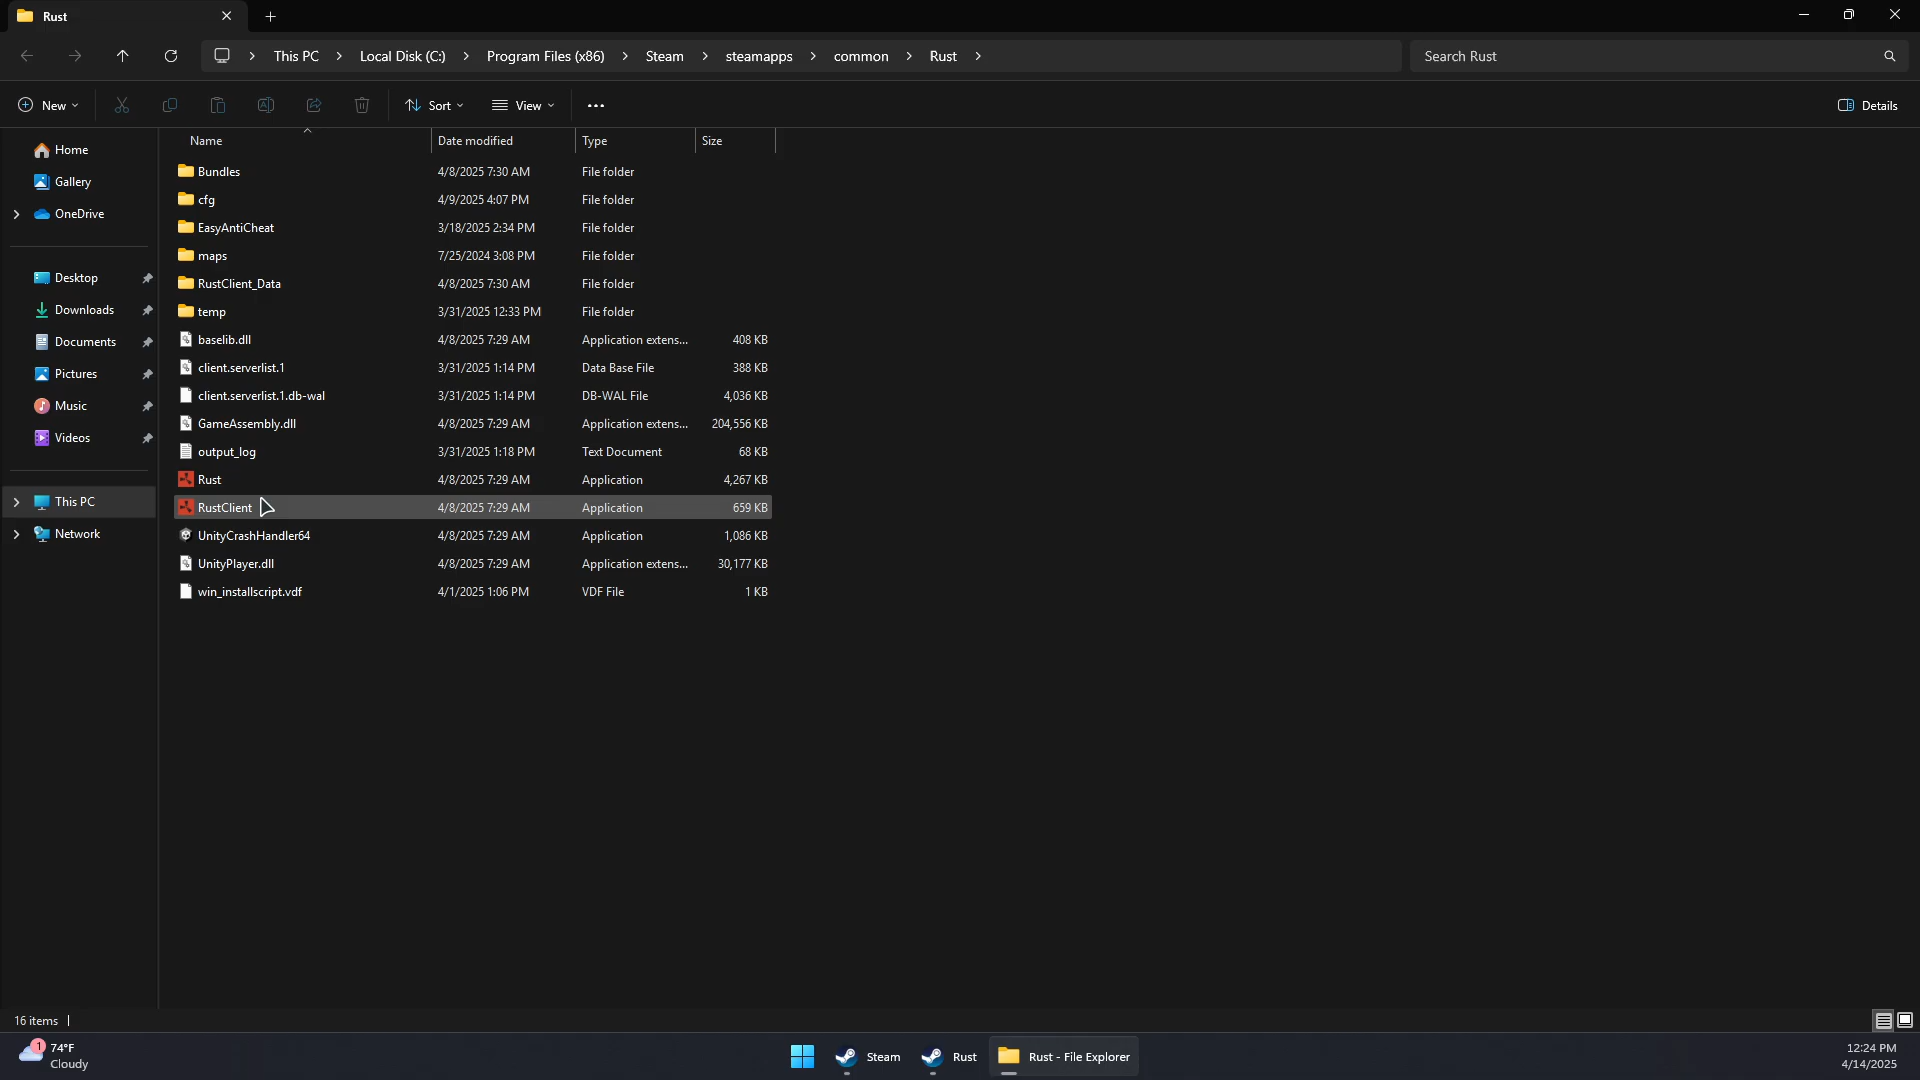 Rust
This PC > Local Disk (C:) > Program Files (x86) > Steam > steamapps > common > Rust >
Search Rust
New
Sort
View
Details
Home
Gallery
OneDrive
Desktop
Downloads
Documents
Pictures
Music
Videos
This PC
Network
Name Date modified Type Size
Bundles 4/8/2025 7:30 AM File folder
cfg 4/9/2025 4:07 PM File folder
EasyAntiCheat 3/18/2025 2:34 PM File folder
maps 7/25/2024 3:08 PM File folder
RustClient_Data 4/8/2025 7:30 AM File folder
temp 3/31/2025 12:33 PM File folder
baselib.dll 4/8/2025 7:29 AM Application extens... 408 KB
client.serverlist.1 3/31/2025 1:14 PM Data Base File 388 KB
client.serverlist.1.db-wal 3/31/2025 1:14 PM DB-WAL File 4,036 KB
GameAssembly.dll 4/8/2025 7:29 AM Application extens... 204,556 KB
output_log 3/31/2025 1:18 PM Text Document 68 KB
Rust 4/8/2025 7:29 AM Application 4,267 KB
RustClient 4/8/2025 7:29 AM Application 659 KB
UnityCrashHandler64 4/8/2025 7:29 AM Application 1,086 KB
UnityPlayer.dll 4/8/2025 7:29 AM Application extens... 30,177 KB
win_installscript.vdf 4/1/2025 1:06 PM VDF File 1 KB
16 items
1
74°F
Cloudy
Steam
Rust
Rust - File Explorer
12:24 PM
4/14/2025